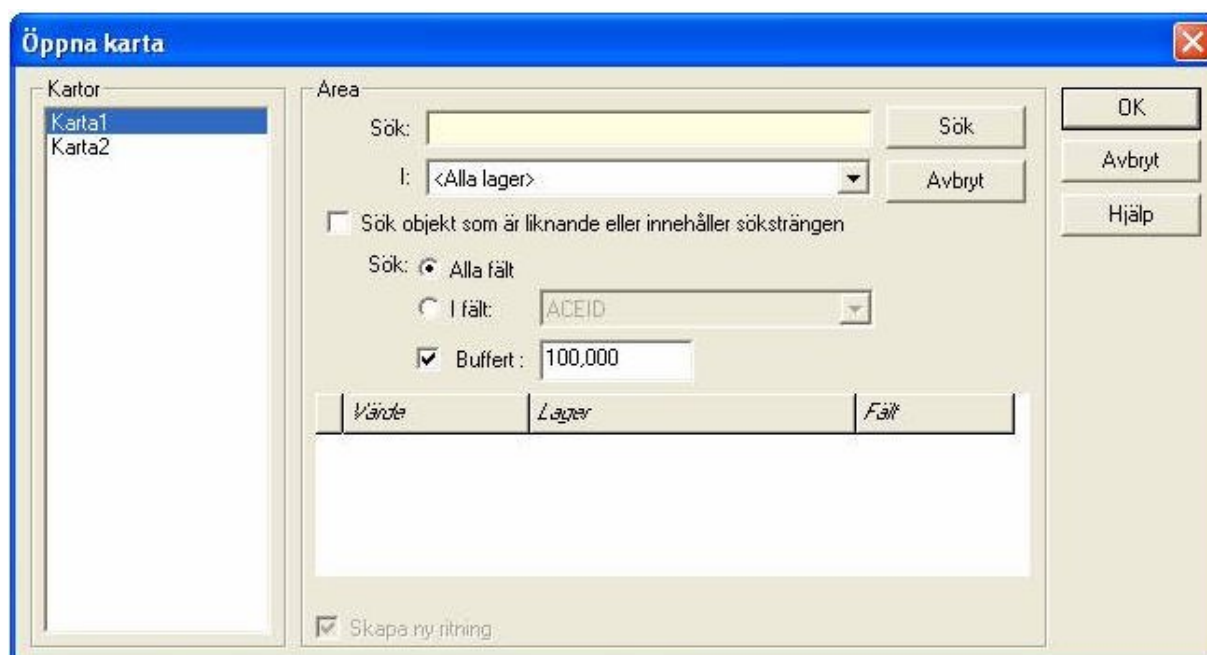 Öppna karta
Kartor
Karta1
Karta2
Area
Sök:
Sök
I: <Alla lager>
Avbryt
Sök objekt som är liknande eller innehåller söksträngen
Sök: Alla fält
I fält: ACEID
Buffert : 100,000
Värde Lager Fält
Skapa ny ritning
OK
Avbryt
Hjälp